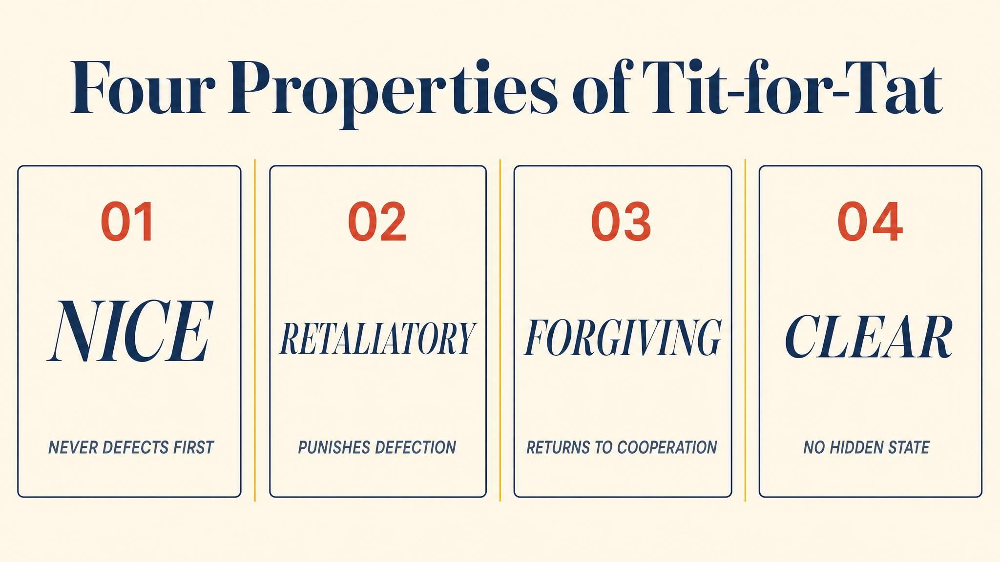 Four Properties of Tit-for-Tat
01
NICE
NEVER DEFECTS FIRST
02
RETALIATORY
PUNISHES DEFECTION
03
FORGIVING
RETURNS TO COOPERATION
04
CLEAR
NO HIDDEN STATE